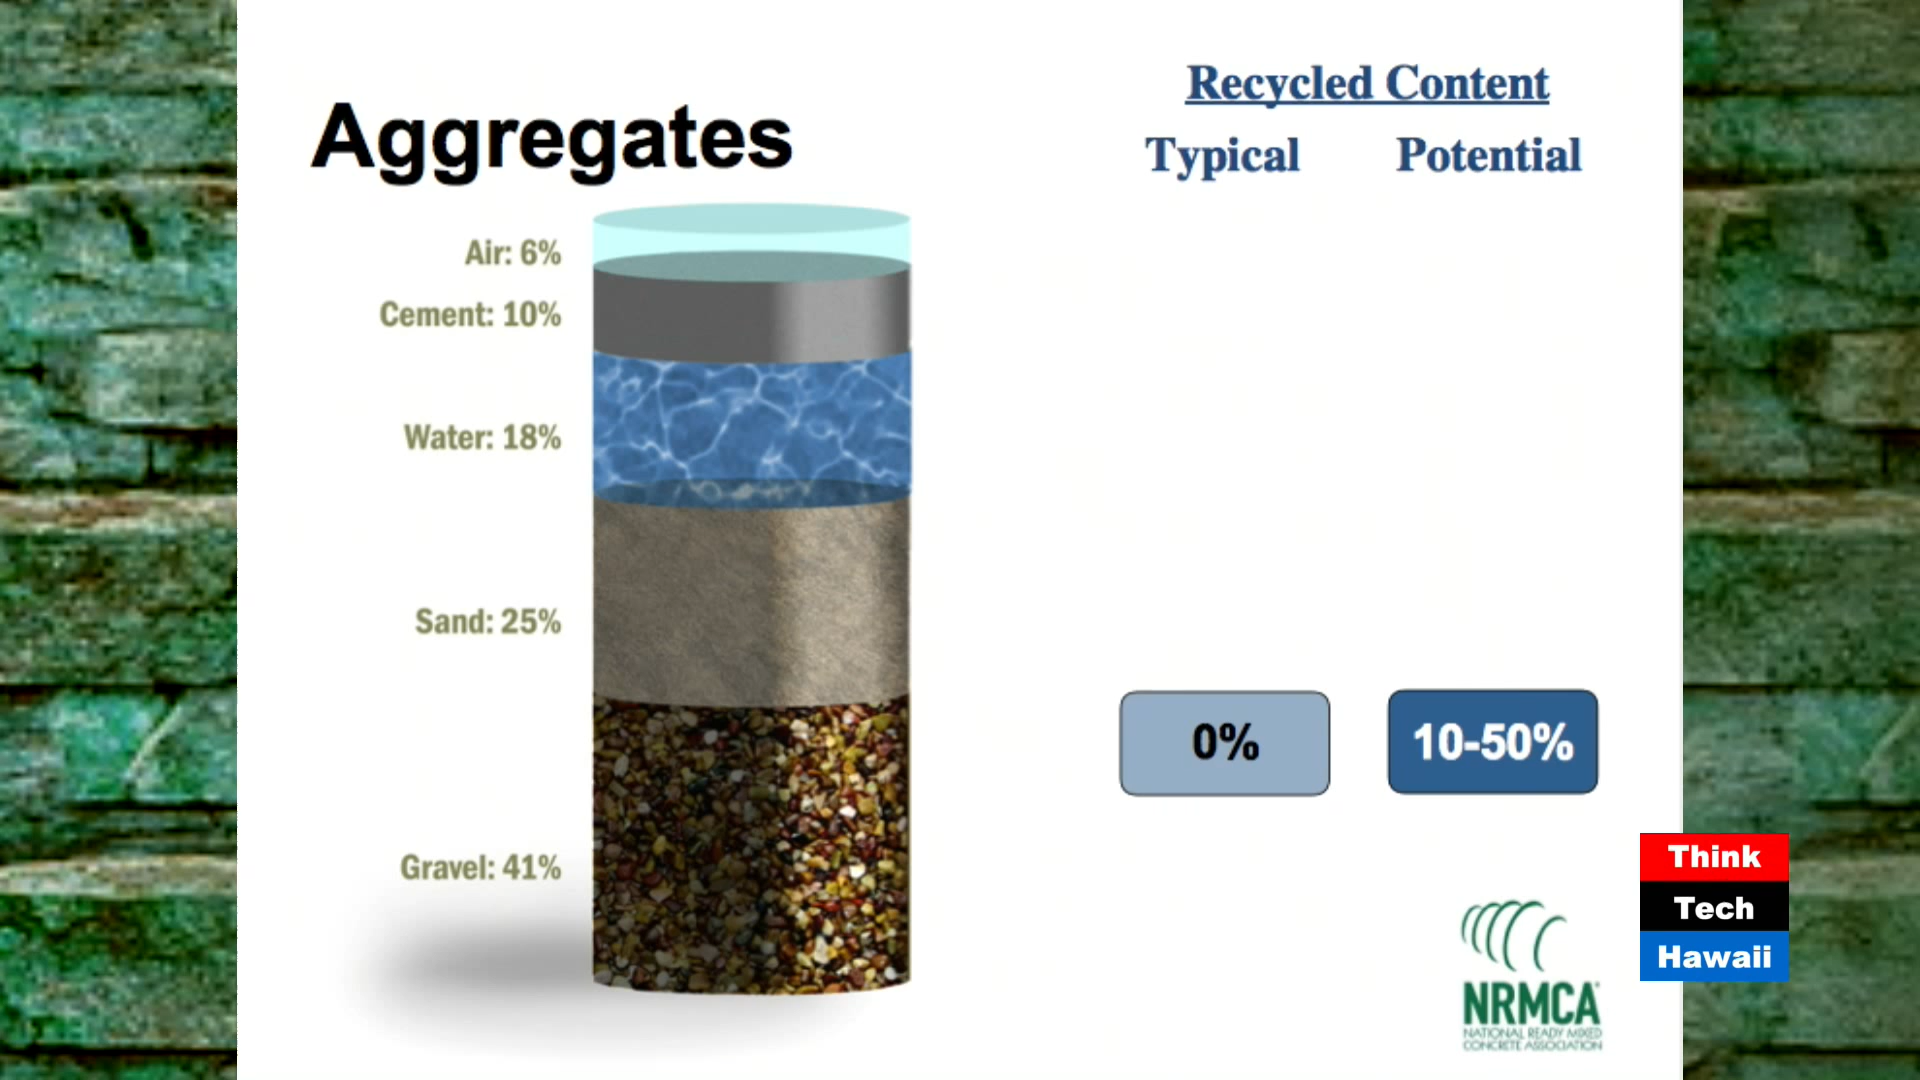 Aggregates
Recycled Content
Typical Potential
Air: 6%
Cement: 10%
Water: 18%
Sand: 25%
Gravel: 41%
0% 10-50%
Think
Tech
Hawaii
NRMCA
NATIONAL READY MIXED
CONCRETE ASSOCIATION